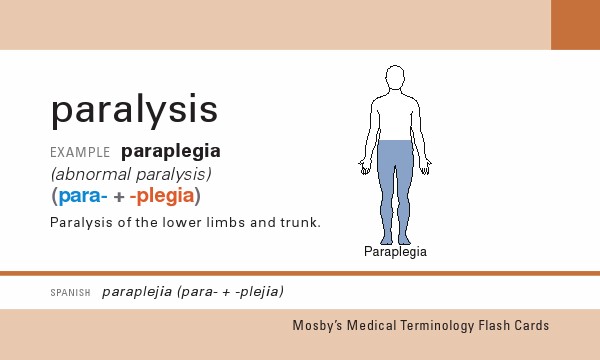 paralysis
EXAMPLE paraplegia
(abnormal paralysis)
(para- + -plegia)
Paralysis of the lower limbs and trunk.
Paraplegia
SPANISH paraplejia (para- + -plejia)
Mosby's Medical Terminology Flash Cards